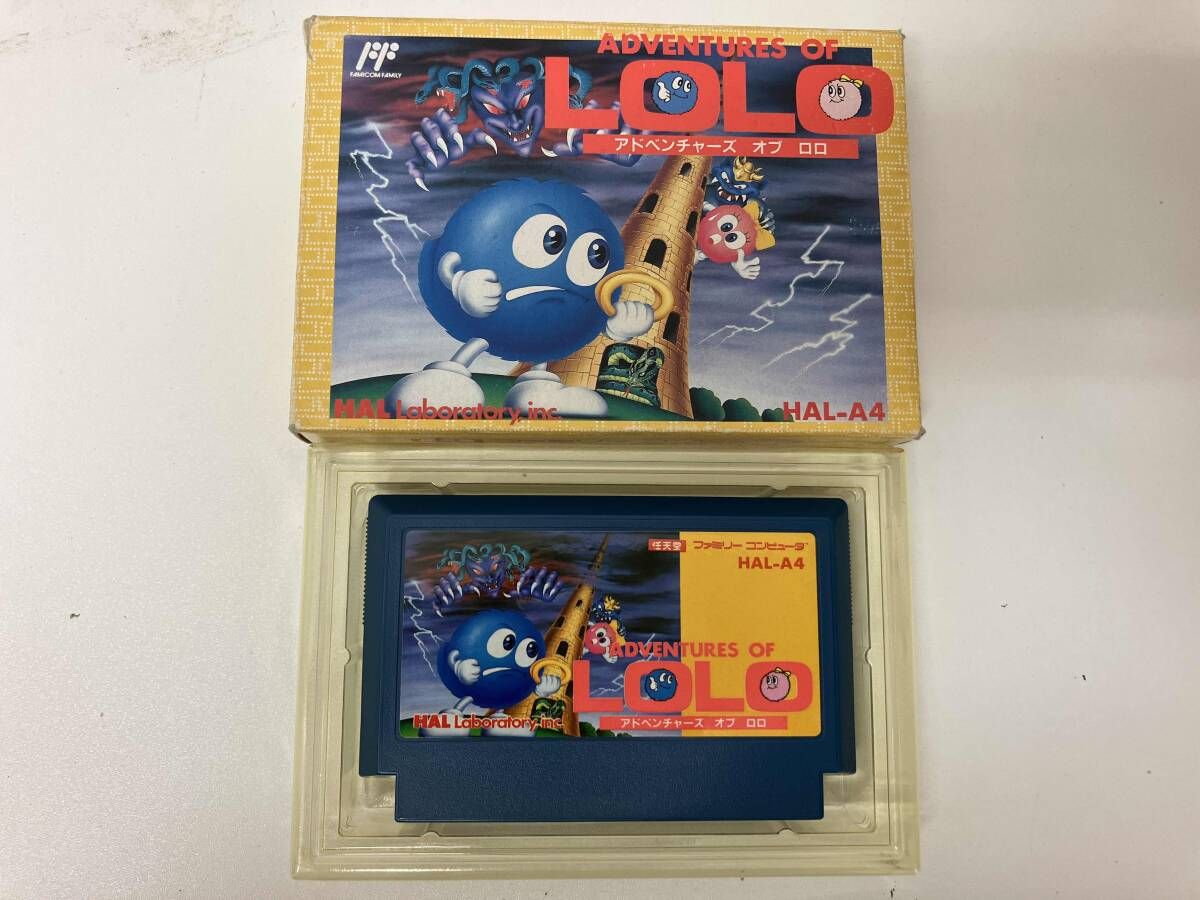 FAMICOM FAMILY
ADVENTURES OF
LOLO
アドベンチャーズ オブ ロロ
HAL Laboratory, inc.
HAL-A4
任天堂 ファミリー コンピュータ™
HAL-A4
ADVENTURES OF
LOLO
HAL Laboratory, inc.
アドベンチャーズ オブ ロロ